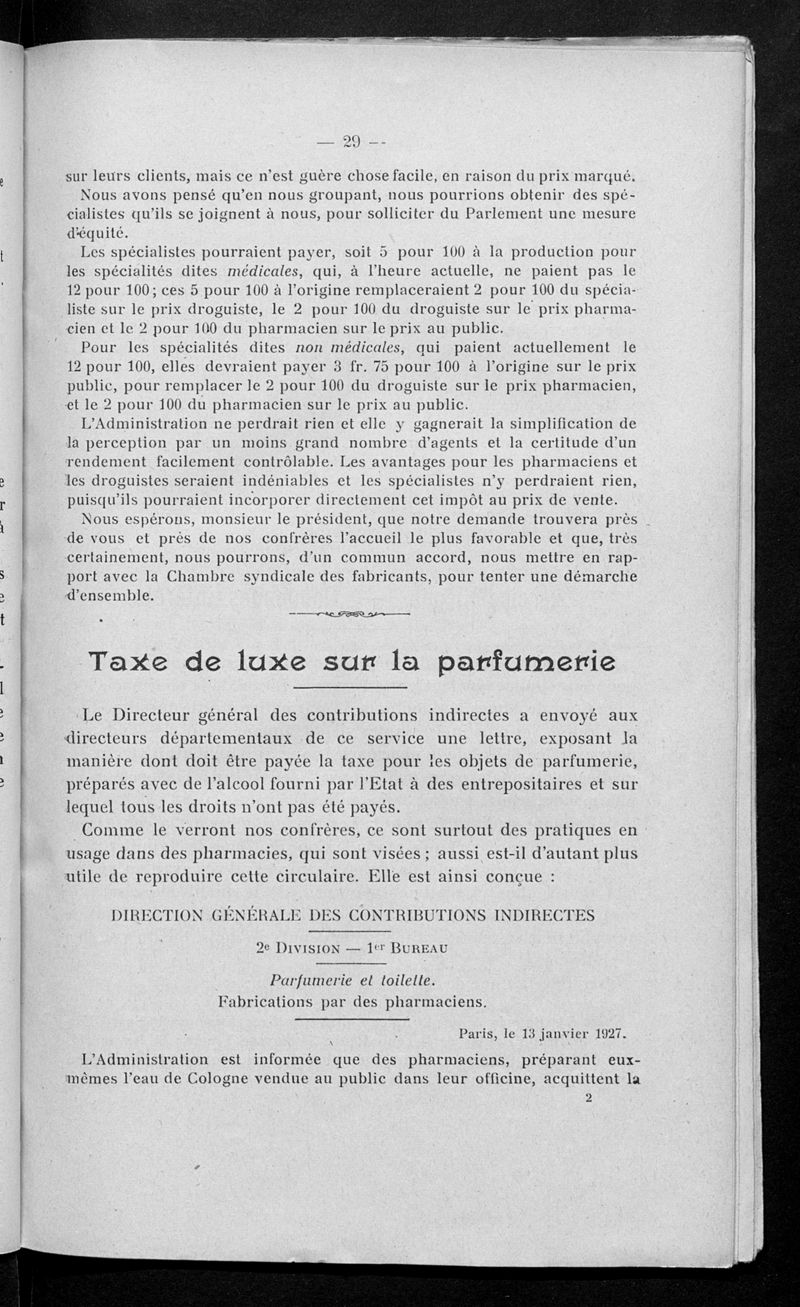 — 29 —
sur leurs clients, mais ce n'est guère chose facile, en raison du prix marqué.
Nous avons pensé qu'en nous groupant, nous pourrions obtenir des spé-
cialistes qu'ils se joignent à nous, pour solliciter du Parlement une mesure
d'équité.
Les spécialistes pourraient payer, soit 5 pour 100 à la production pour
les spécialités dites médicales, qui, à l'heure actuelle, ne paient pas le
12 pour 100; ces 5 pour 100 à l'origine remplaceraient 2 pour 100 du spécia-
liste sur le prix droguiste, le 2 pour 100 du droguiste sur le prix pharma-
cien et le 2 pour 100 du pharmacien sur le prix au public.
Pour les spécialités dites non médicales, qui paient actuellement le
12 pour 100, elles devraient payer 3 fr. 75 pour 100 à l'origine sur le prix
public, pour remplacer le 2 pour 100 du droguiste sur le prix pharmacien,
et le 2 pour 100 du pharmacien sur le prix au public.
L'Administration ne perdrait rien et elle y gagnerait la simplification de
la perception par un moins grand nombre d'agents et la certitude d'un
rendement facilement contrôlable. Les avantages pour les pharmaciens et
les droguistes seraient indéniables et les spécialistes n'y perdraient rien,
puisqu'ils pourraient incorporer directement cet impôt au prix de vente.
Nous espérons, monsieur le président, que notre demande trouvera près
de vous et près de nos confrères l'accueil le plus favorable et que, très
certainement, nous pourrons, d'un commun accord, nous mettre en rap-
port avec la Chambre syndicale des fabricants, pour tenter une démarche
d'ensemble.
Taxe de luxe sur la parfumerie
Le Directeur général des contributions indirectes a envoyé aux
directeurs départementaux de ce service une lettre, exposant la
manière dont doit être payée la taxe pour les objets de parfumerie,
préparés avec de l'alcool fourni par l'Etat à des entrepositaires et sur
lequel tous les droits n'ont pas été payés.
Comme le verront nos confrères, ce sont surtout des pratiques en
usage dans des pharmacies, qui sont visées ; aussi est-il d'autant plus
utile de reproduire cette circulaire. Elle est ainsi conçue :
DIRECTION GÉNÉRALE DES CONTRIBUTIONS INDIRECTES
2e DIVISION — 1er BUREAU
Parfumerie et toilette.
Fabrications par des pharmaciens.
Paris, le 13 janvier 1927.
L'Administration est informée que des pharmaciens, préparant eux-
mêmes l'eau de Cologne vendue au public dans leur officine, acquittent la
2